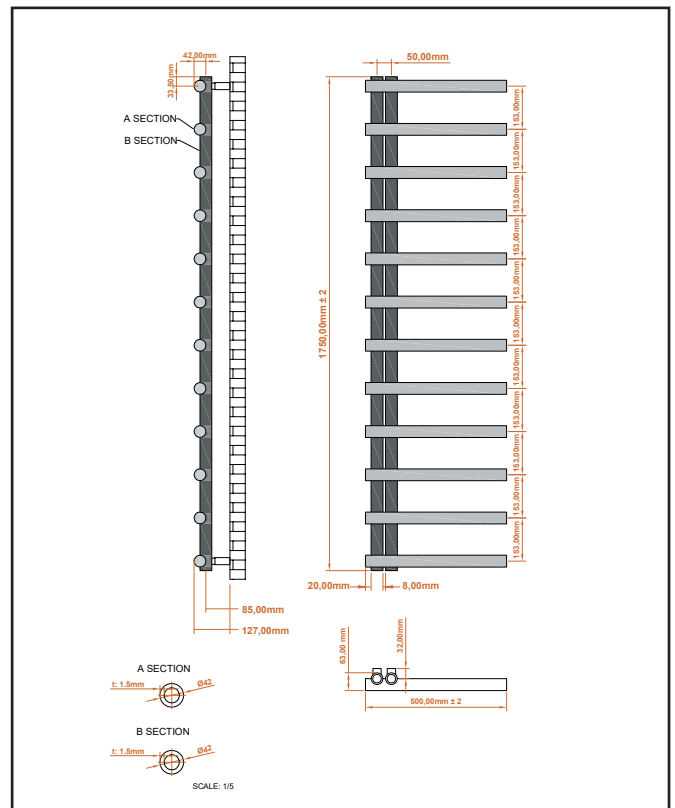 42,00mm
50,00mm
33,50mm
A SECTION
B SECTION
1750,00mm ± 2
153,00mm
153,00mm
153,00mm
153,00mm
153,00mm
153,00mm
153,00mm
153,00mm
153,00mm
153,00mm
153,00mm
20,00mm
8,00mm
85,00mm
127,00mm
63,00 mm
32,00mm
500,00mm ± 2
A SECTION
t: 1.5mm
Ø42
B SECTION
t: 1.5mm
Ø42
SCALE: 1/5